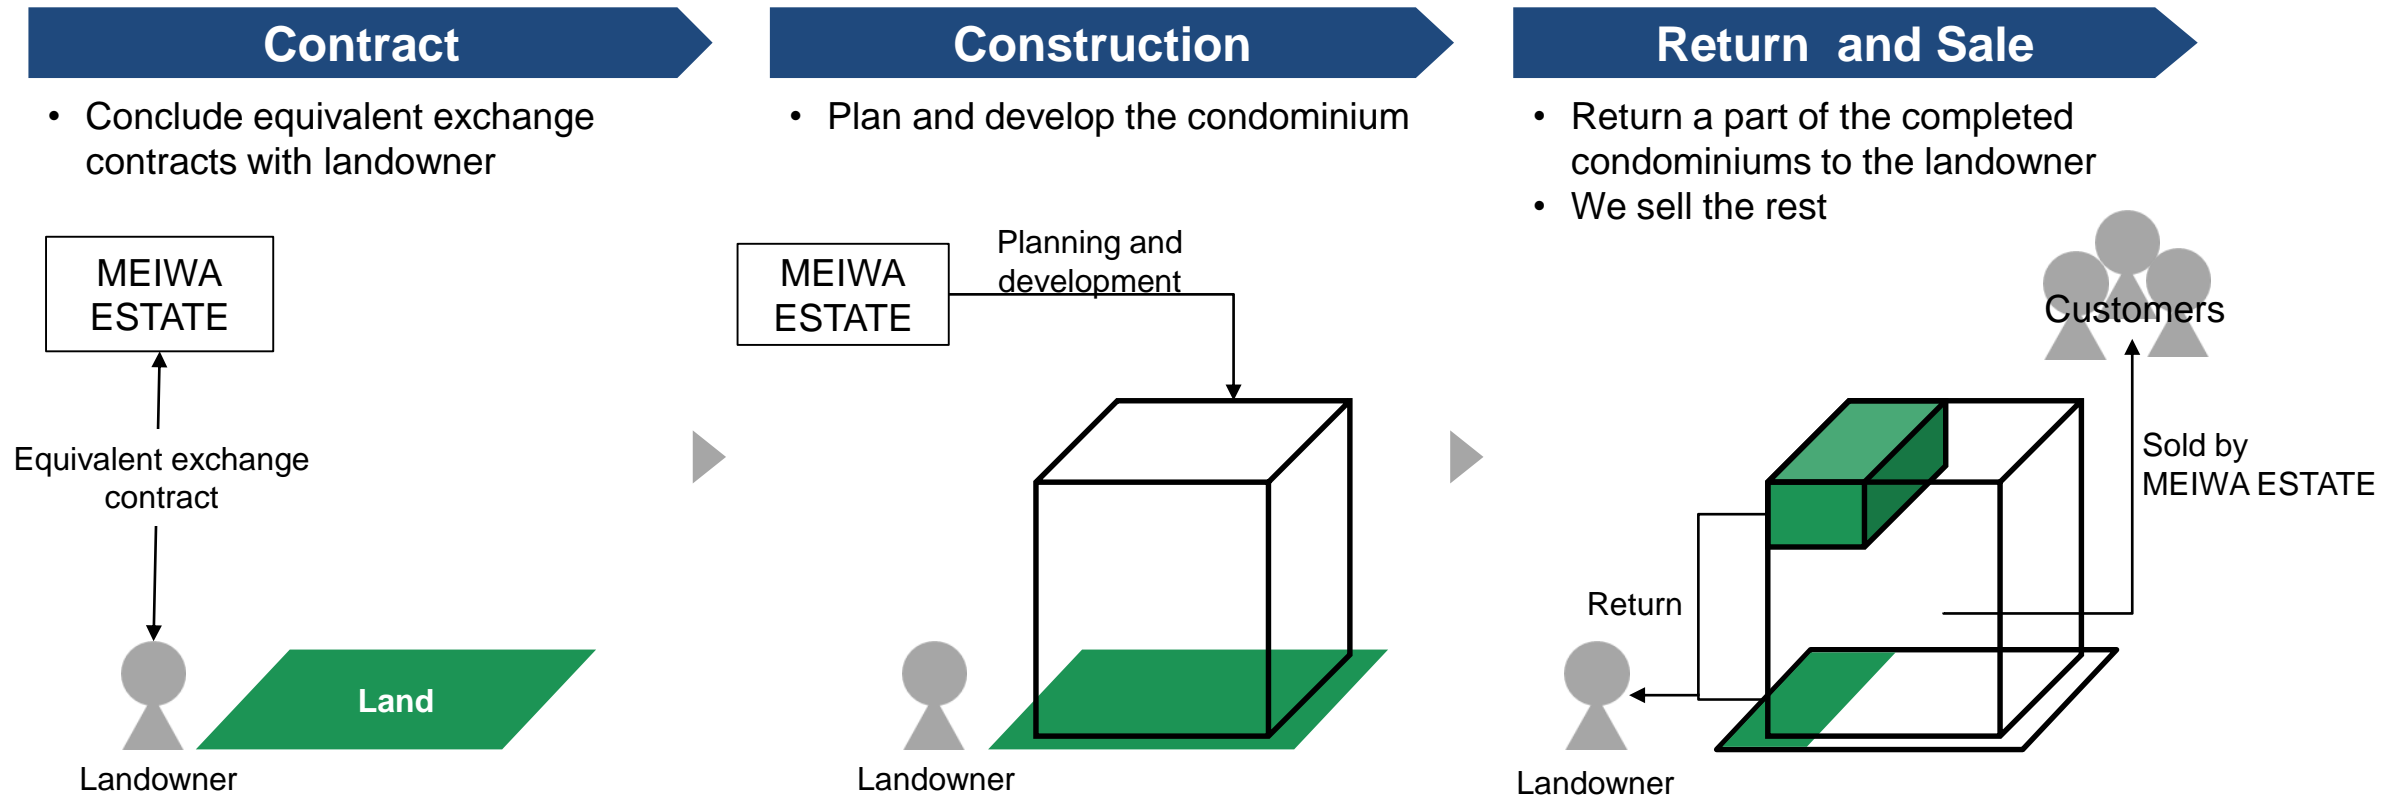 Contract
• Conclude equivalent exchange
contracts with landowner
MEIWA
ESTATE
Equivalent exchange
contract
Land
Landowner
Construction
• Plan and develop the condominium
MEIWA
ESTATE
Planning and
development
Landowner
Return and Sale
• Return a part of the completed
condominiums to the landowner
• We sell the rest
Customers
Sold by
MEIWA ESTATE
Return
Landowner